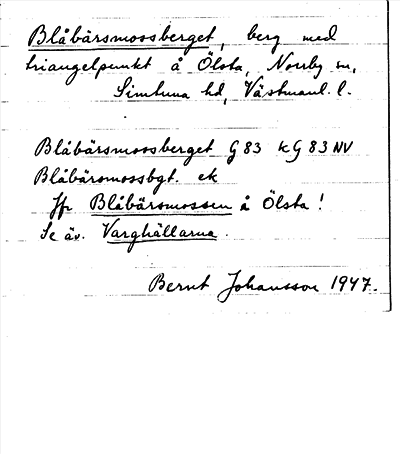 Blåbärsmossberget, berg med
triangelpunkt å Ölsta, Norrby sn,
Simtuna hd, Västmanl. l.
Blåbärsmossberget G 83 kG 83 NV
Blåbärsmossbgt. ek
Jfr Blåbärsmossen å Ölsta!
Se äv. Varghällarna.
Bernt Johansson 1947.